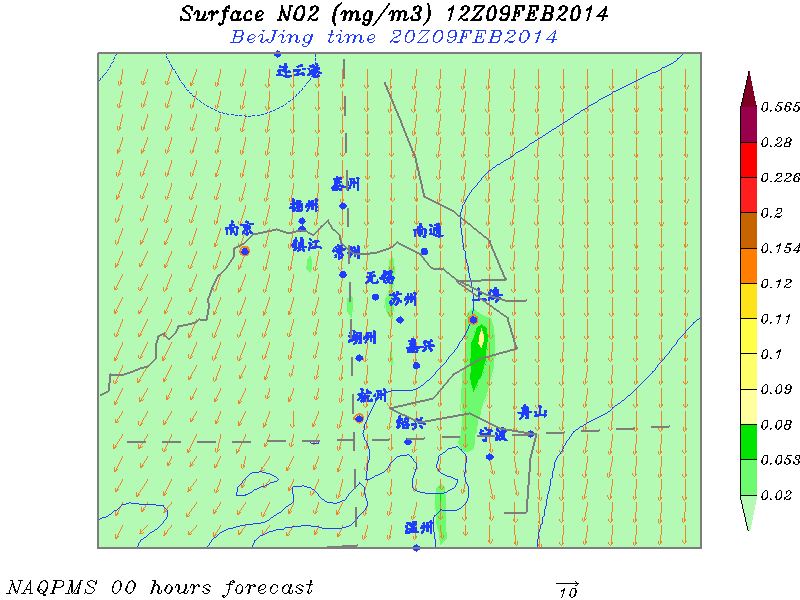 Surface NO2 (mg/m3) 12Z09FEB2014
BeiJing time 20Z09FEB2014
连云港
泰州
扬州
南京
南通
镇江
常州
无锡
苏州
上海
湖州
嘉兴
杭州
绍兴
舟山
宁波
温州
0.565
0.28
0.226
0.2
0.154
0.12
0.11
0.1
0.09
0.08
0.053
0.02
NAQPMS 00 hours forecast
10